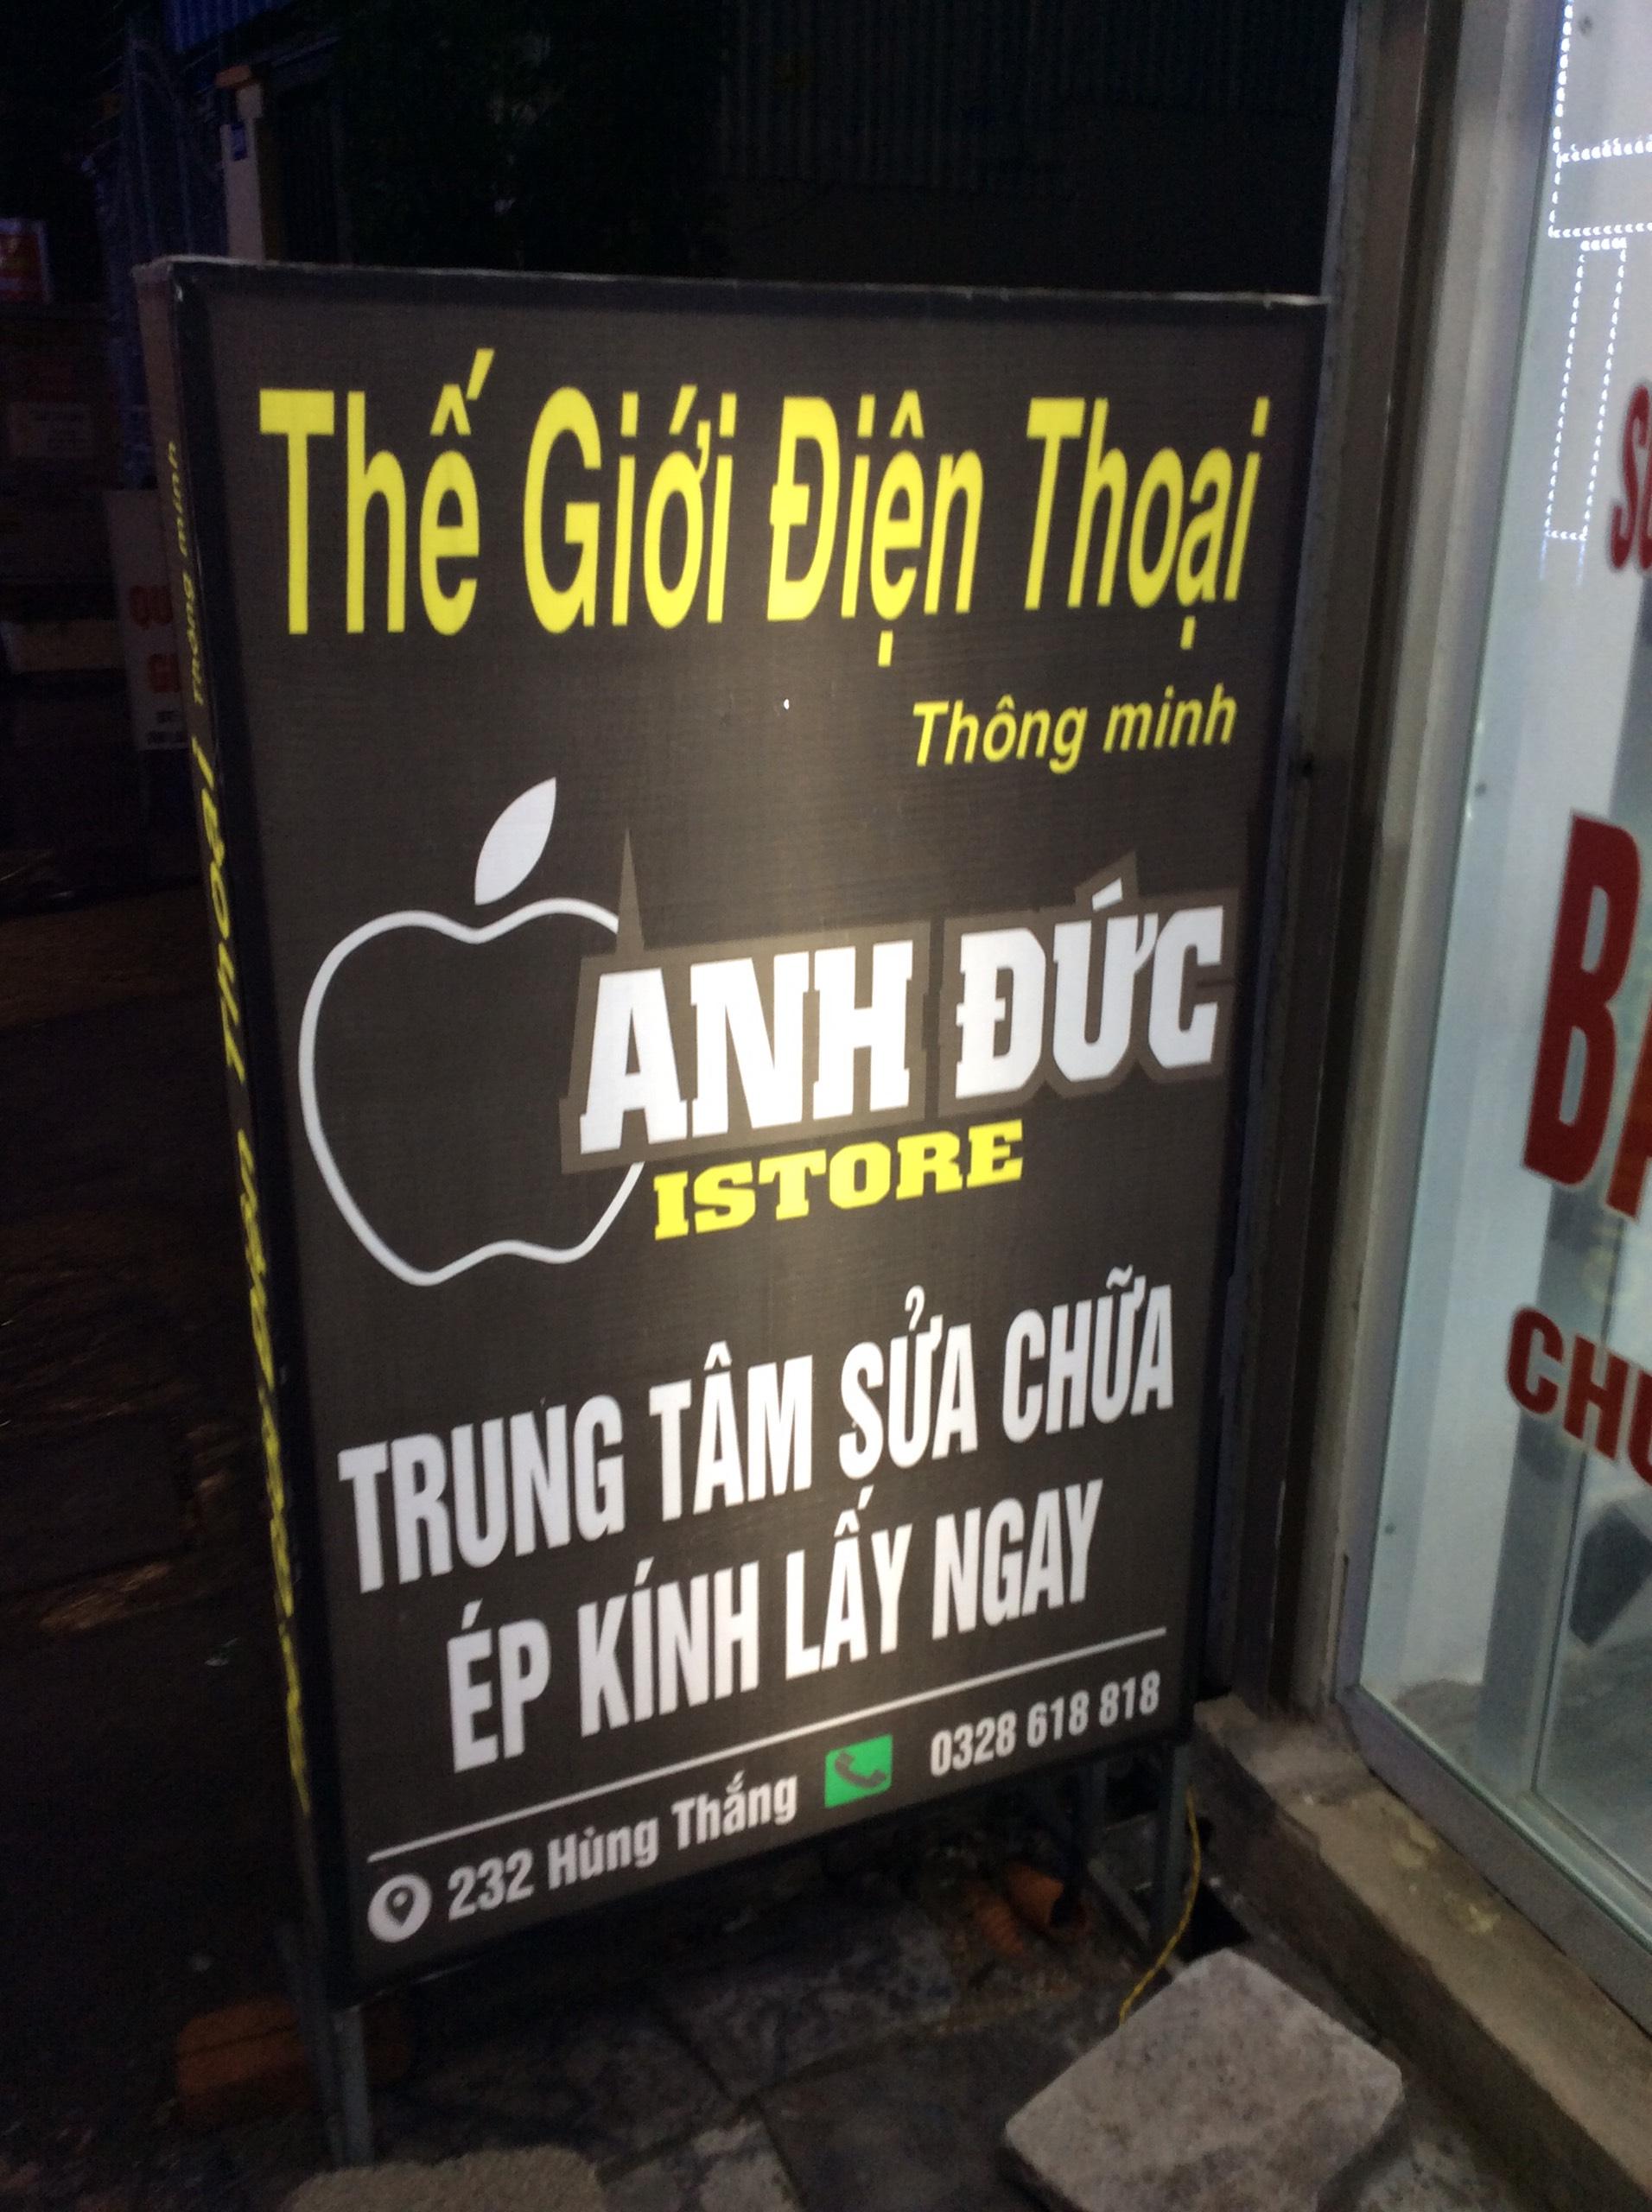 Thế Giới Điện Thoại
Thông minh
ANH ĐỨC
ISTORE
TRUNG TÂM SỬA CHỮA
ÉP KÍNH LẤY NGAY
232 Hùng Thắng 0328 618 818